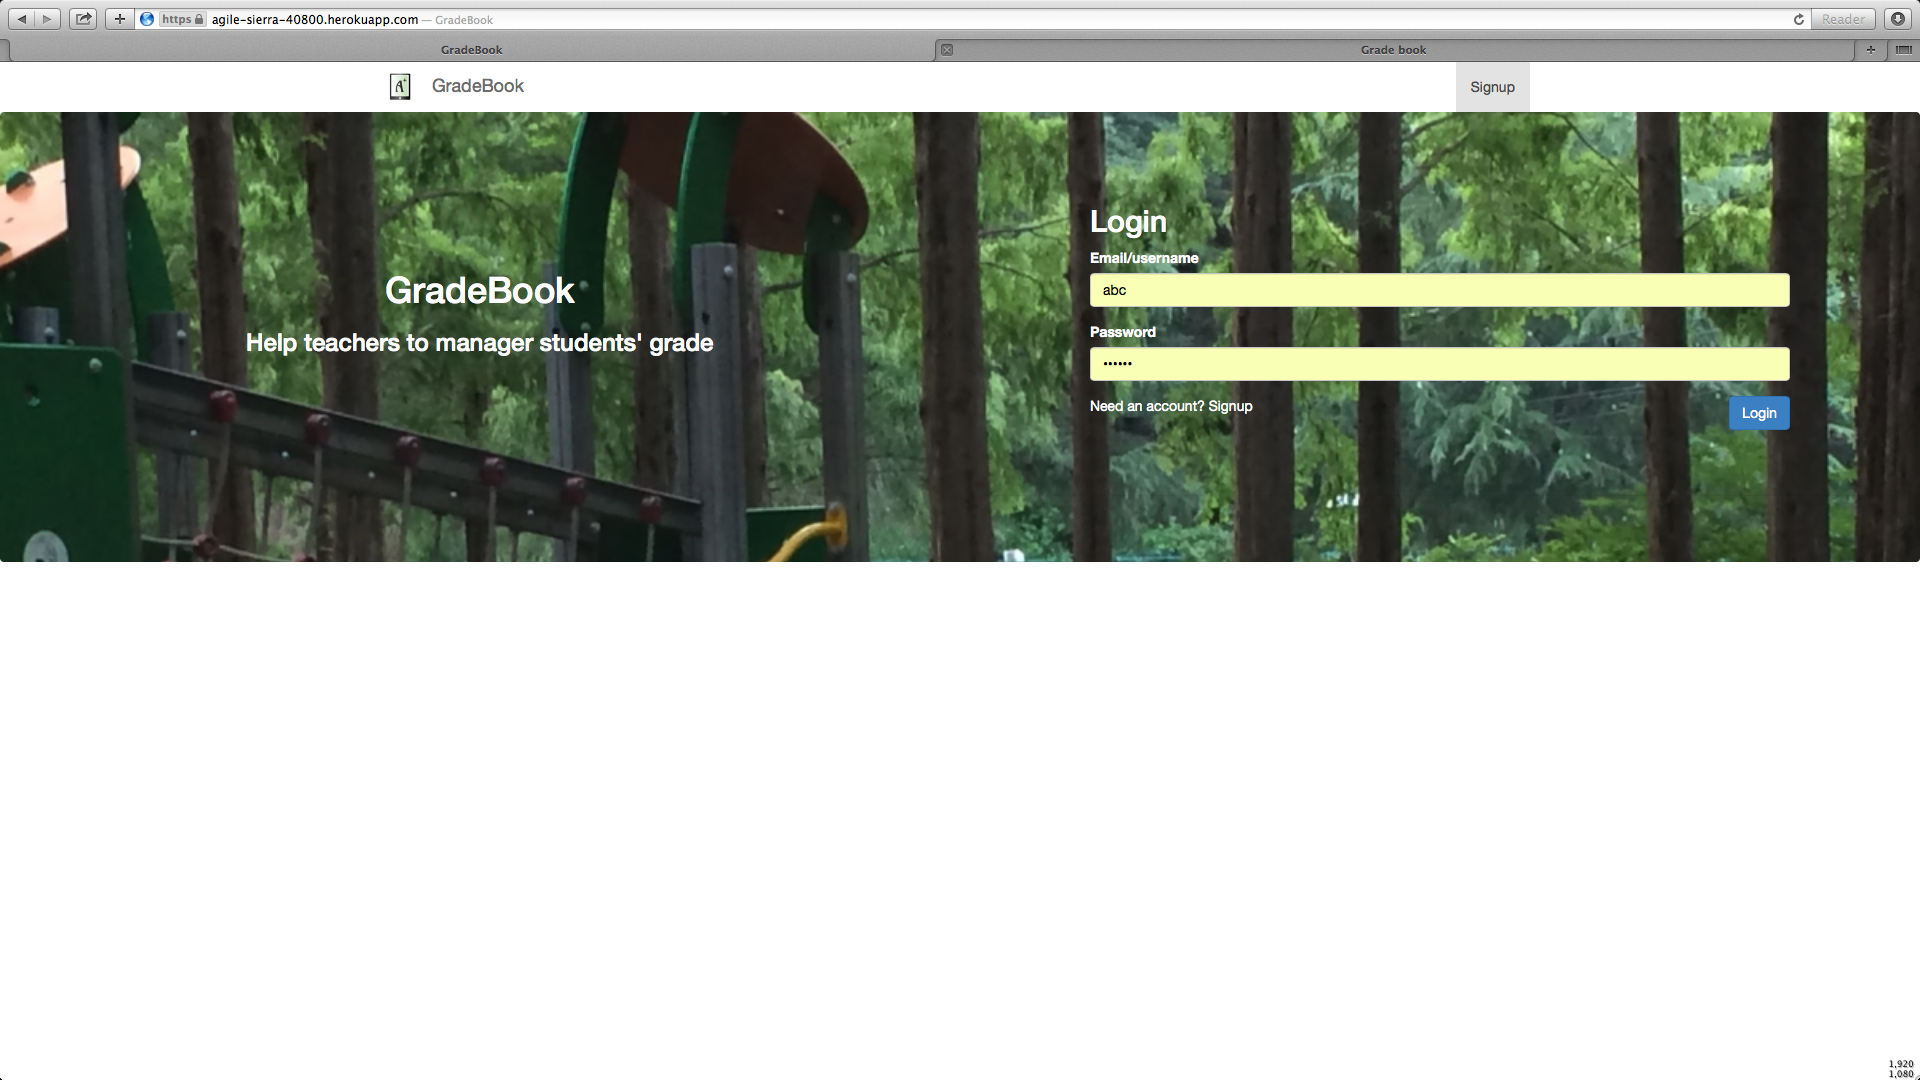 https agile-sierra-40800.herokuapp.com — GradeBook Reader
GradeBook Grade book
A+ GradeBook Signup
Login
Email/username
abc
GradeBook
Help teachers to manager students' grade
Password
••••••
Need an account? Signup Login
1,920
1,080